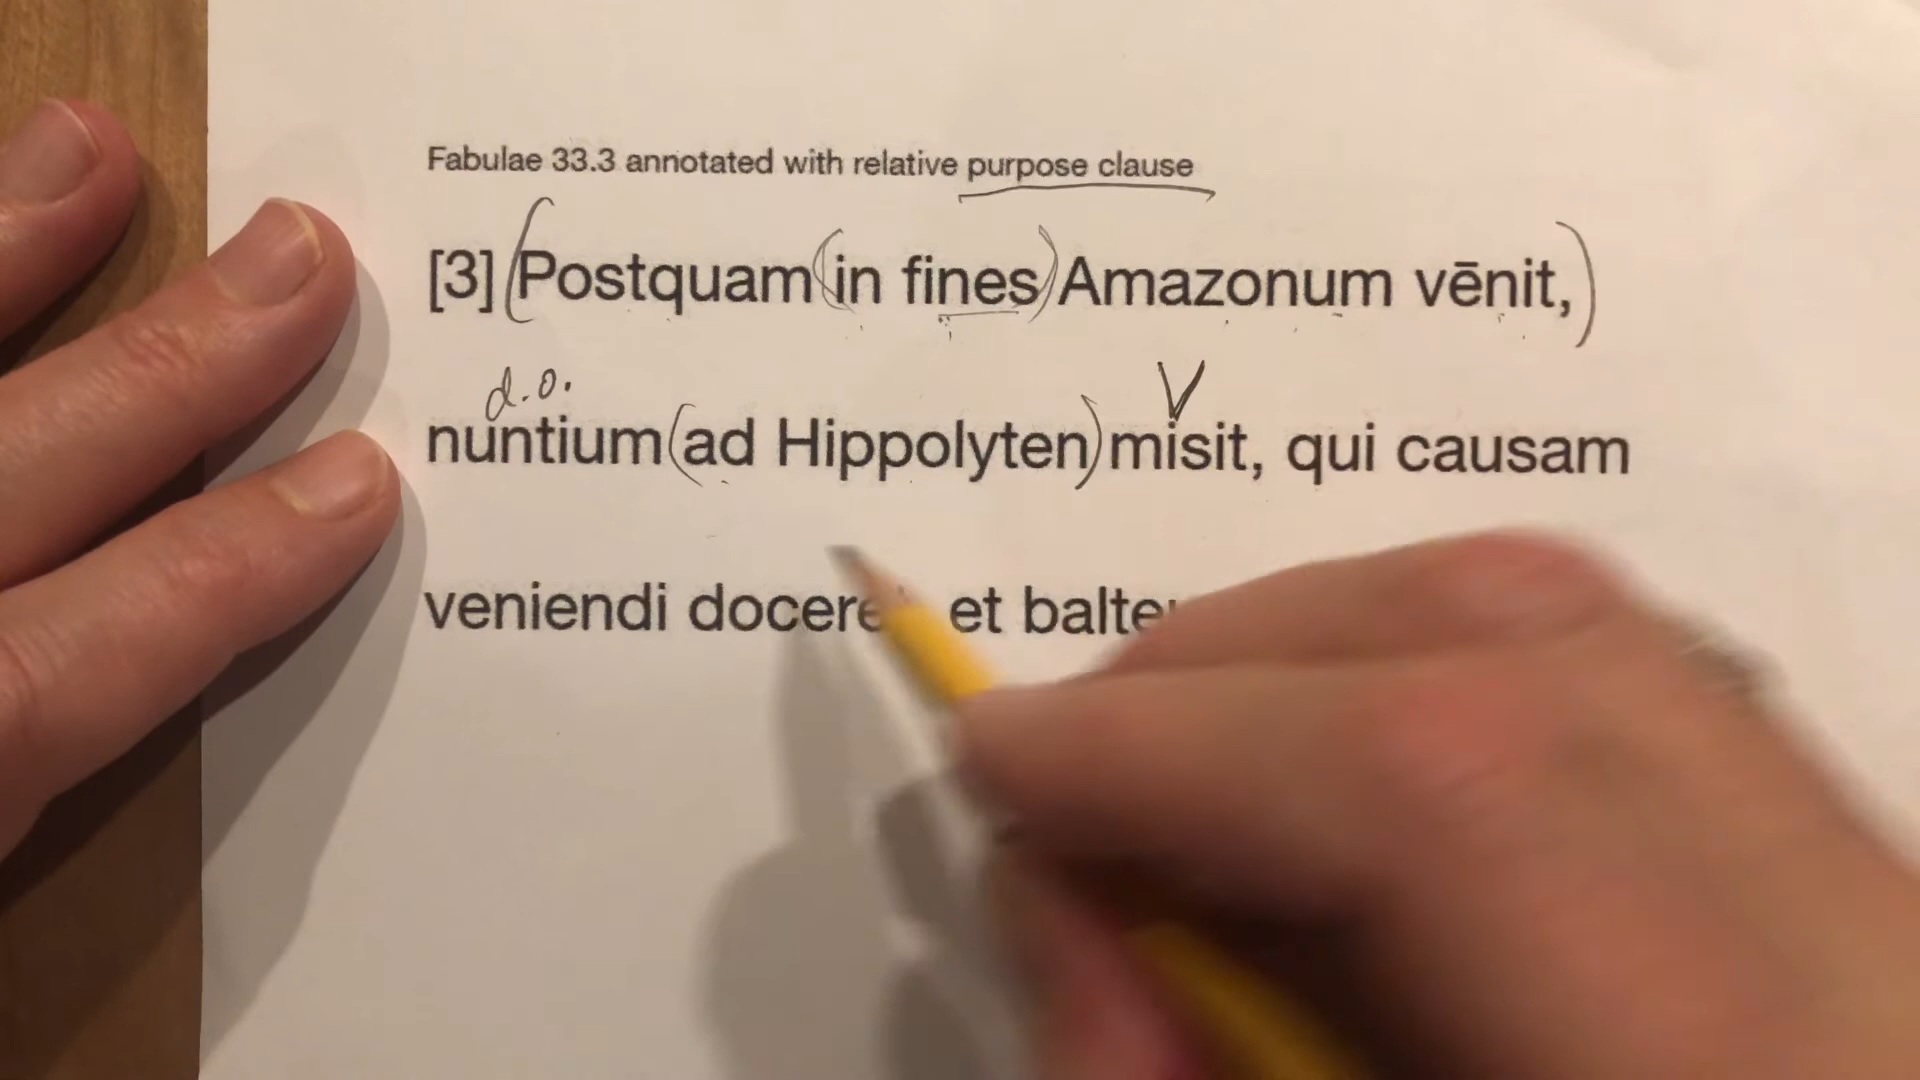 Fabulae 33.3 annotated with relative purpose clause
[3] (Postquam (in fines) Amazonum vēnit,)
d.o. V
nuntium (ad Hippolyten) misit, qui causam
veniendi et